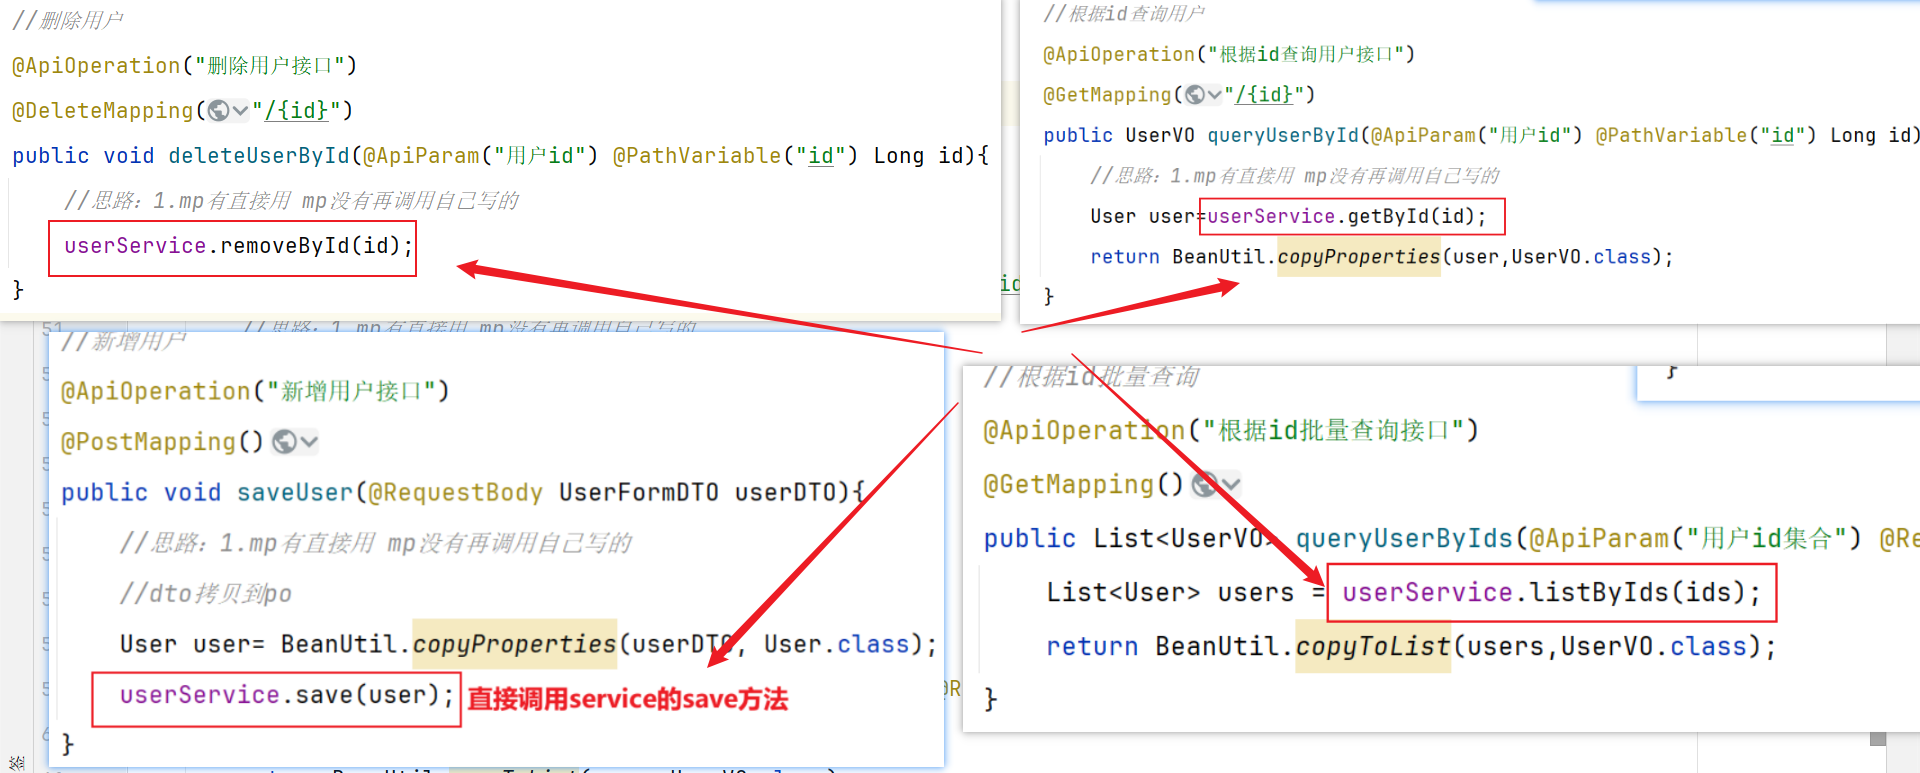 //删除用户
@ApiOperation("删除用户接口")
@DeleteMapping("/{id}")
public void deleteUserById(@ApiParam("用户id") @PathVariable("id") Long id){
//思路：1.mp有直接用 mp没有再调用自己写的
userService.removeById(id);
}
//根据id查询用户
@ApiOperation("根据id查询用户接口")
@GetMapping("/{id}")
public UserVO queryUserById(@ApiParam("用户id") @PathVariable("id") Long id)
//思路：1.mp有直接用 mp没有再调用自己写的
User user=userService.getById(id);
return BeanUtil.copyProperties(user,UserVO.class);
}
//新增用户
@ApiOperation("新增用户接口")
@PostMapping()
public void saveUser(@RequestBody UserFormDTO userDTO){
//思路：1.mp有直接用 mp没有再调用自己写的
//dto拷贝到po
User user= BeanUtil.copyProperties(userDTO, User.class);
userService.save(user); 直接调用service的save方法
}
//根据id批量查询
@ApiOperation("根据id批量查询接口")
@GetMapping()
public List<UserVO> queryUserByIds(@ApiParam("用户id集合") @Re
List<User> users = userService.listByIds(ids);
return BeanUtil.copyToList(users,UserVO.class);
}